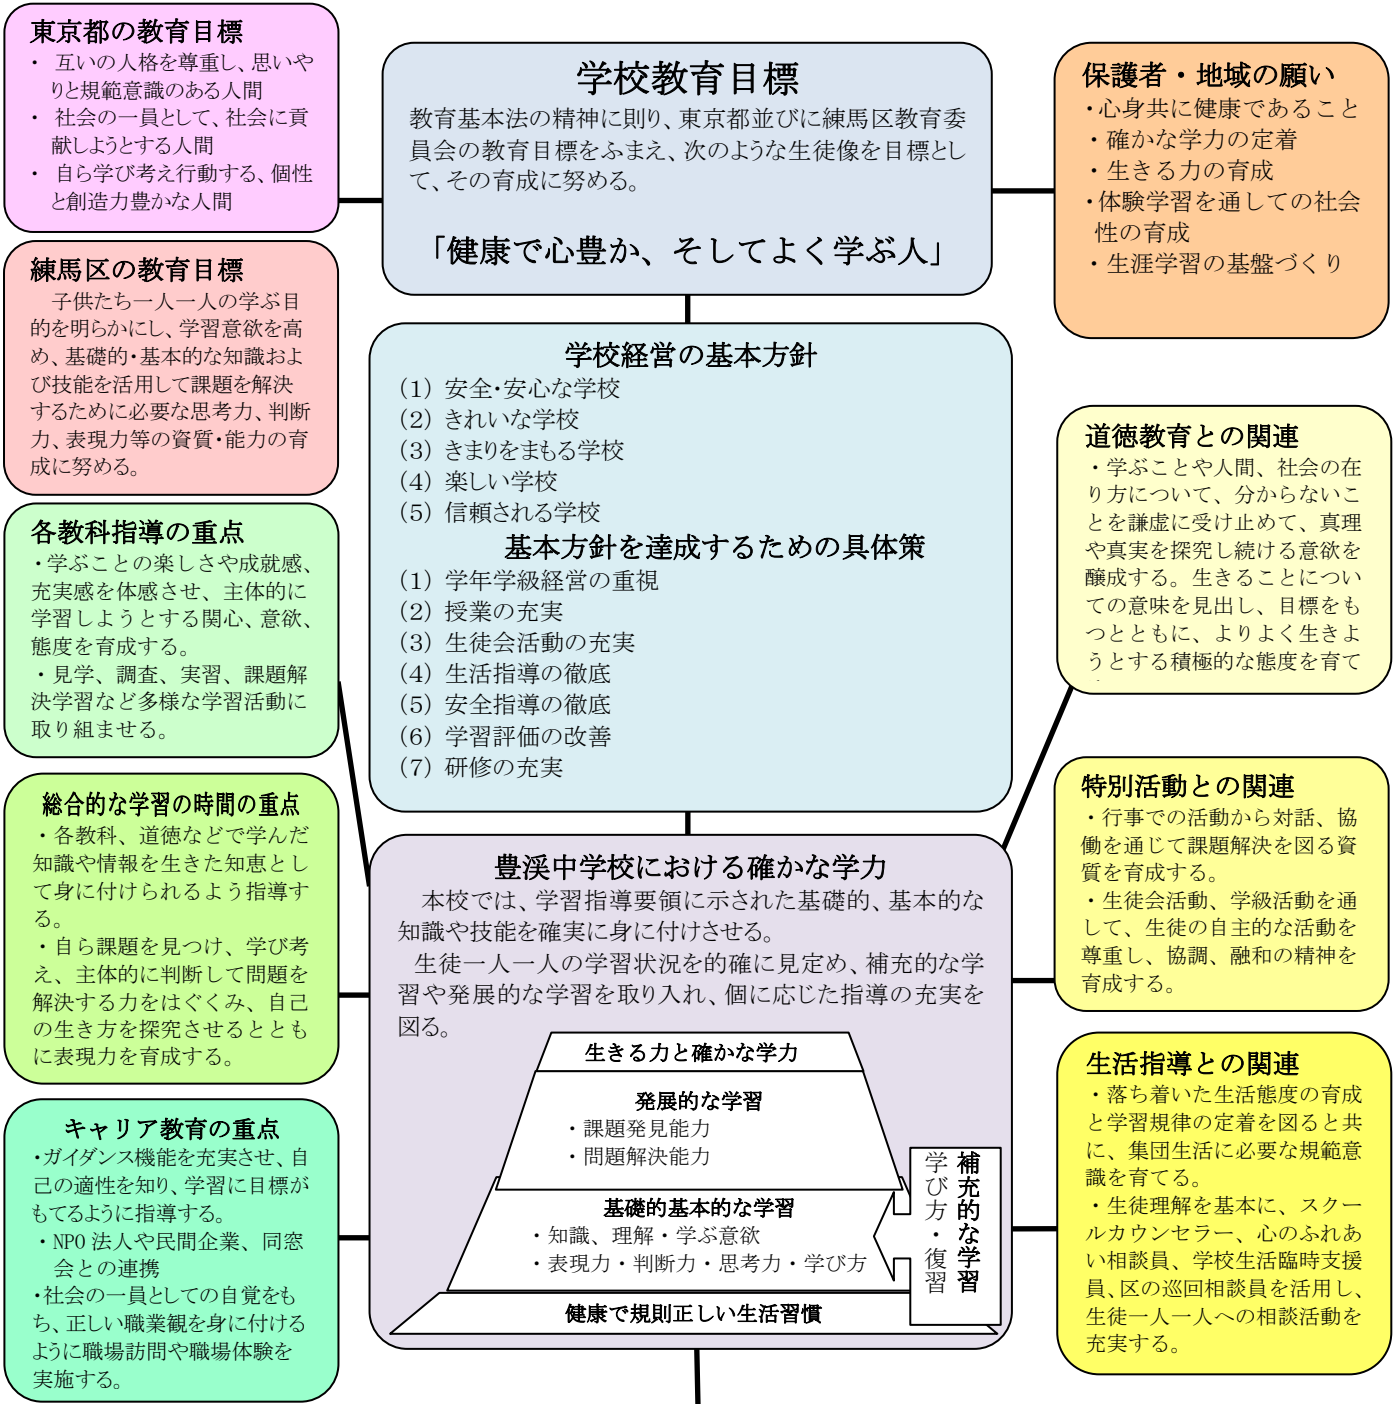 東京都の教育目標
・ 互いの人格を尊重し、思いや
りと規範意識のある人間
・ 社会の一員として、社会に貢
献しようとする人間
・ 自ら学び考え行動する、個性
と創造力豊かな人間
練馬区の教育目標
子供たち一人一人の学ぶ目
的を明らかにし、学習意欲を高
め、基礎的・基本的な知識およ
び技能を活用して課題を解決
するために必要な思考力、判断
力、表現力等の資質・能力の育
成に努める。
各教科指導の重点
・学ぶことの楽しさや成就感、
充実感を体感させ、主体的に
学習しようとする関心、意欲、
態度を育成する。
・見学、調査、実習、課題解
決学習など多様な学習活動に
取り組ませる。
総合的な学習の時間の重点
・各教科、道徳などで学んだ
知識や情報を生きた知恵とし
て身に付けられるよう指導す
る。
・自ら課題を見つけ、学び考
え、主体的に判断して問題を
解決する力をはぐくみ、自己
の生き方を探究させるととも
に表現力を育成する。
キャリア教育の重点
・ガイダンス機能を充実させ、自
己の適性を知り、学習に目標が
もてるように指導する。
・NPO 法人や民間企業、同窓
会との連携
・社会の一員としての自覚をも
ち、正しい職業観を身に付ける
ように職場訪問や職場体験を
実施する。
学校教育目標
教育基本法の精神に則り、東京都並びに練馬区教育委
員会の教育目標をふまえ、次のような生徒像を目標とし
て、その育成に努める。
「健康で心豊か、そしてよく学ぶ人」
学校経営の基本方針
（1）安全・安心な学校
（2）きれいな学校
（3）きまりをまもる学校
（4）楽しい学校
（5）信頼される学校
基本方針を達成するための具体策
（1）学年学級経営の重視
（2）授業の充実
（3）生徒会活動の充実
（4）生活指導の徹底
（5）安全指導の徹底
（6）学習評価の改善
（7）研修の充実
豊渓中学校における確かな学力
本校では、学習指導要領に示された基礎的、基本的な
知識や技能を確実に身に付けさせる。
生徒一人一人の学習状況を的確に見定め、補充的な学
習や発展的な学習を取り入れ、個に応じた指導の充実を
図る。
生きる力と確かな学力
発展的な学習
・課題発見能力
・問題解決能力
基礎的基本的な学習
・知識、理解・学ぶ意欲
・表現力・判断力・思考力・学び方
健康で規則正しい生活習慣
補充的な学習
学び方・復習
保護者・地域の願い
・心身共に健康であること
・確かな学力の定着
・生きる力の育成
・体験学習を通しての社会
性の育成
・生涯学習の基盤づくり
道徳教育との関連
・学ぶことや人間、社会の在
り方について、分からないこ
とを謙虚に受け止めて、真理
や真実を探究し続ける意欲を
醸成する。生きることについ
ての意味を見出し、目標をも
つとともに、よりよく生きよ
うとする積極的な態度を育て
特別活動との関連
・行事での活動から対話、協
働を通じて課題解決を図る資
質を育成する。
・生徒会活動、学級活動を通
して、生徒の自主的な活動を
尊重し、協調、融和の精神を
育成する。
生活指導との関連
・落ち着いた生活態度の育成
と学習規律の定着を図ると共
に、集団生活に必要な規範意
識を育てる。
・生徒理解を基本に、スクー
ルカウンセラー、心のふれあ
い相談員、学校生活臨時支援
員、区の巡回相談員を活用し、
生徒一人一人への相談活動を
充実する。